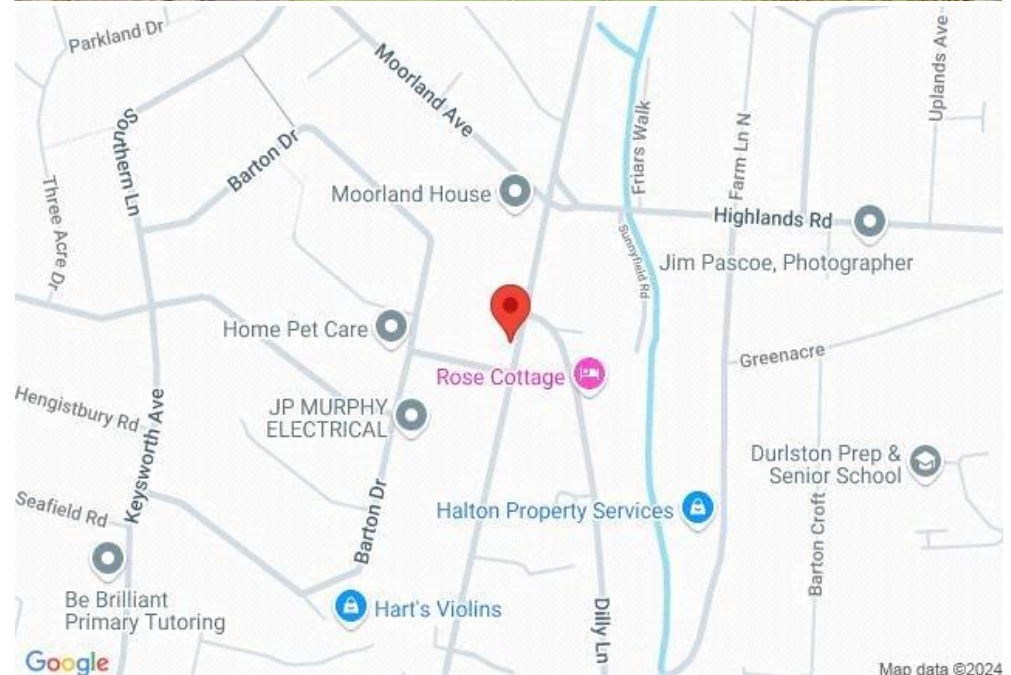 Parkland Dr
Moorland Ave
Uplands Ave
Southern Ln
Barton Dr
Friars Walk
Farm Ln N
Three Acre Dr
Moorland House
Highlands Rd
Sunnyfield Rd
Jim Pascoe, Photographer
Home Pet Care
Greenacre
Rose Cottage
Hengistbury Rd
Keysworth Ave
JP MURPHY
ELECTRICAL
Durlston Prep &
Senior School
Seafield Rd
Barton Dr
Halton Property Services
Barton Croft
Be Brilliant
Primary Tutoring
Hart's Violins
Dilly Ln
Google
Map data ©2024